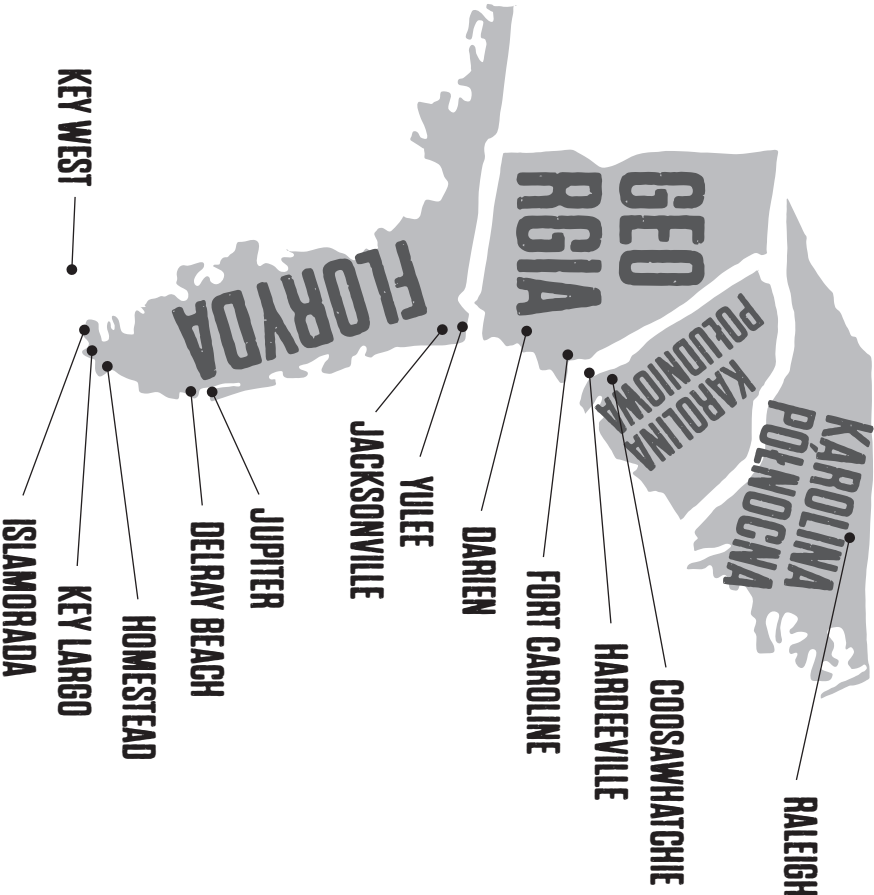 KAROLINA
PÓŁNOCNA
GEO
RGIA
KAROLINA
POŁUDNIOWA
FLORYDA
RALEIGH
COOSAWHATCHIE
HARDEEVILLE
FORT CAROLINE
DARIEN
YULEE
JACKSONVILLE
JUPITER
DELRAY BEACH
HOMESTEAD
KEY LARGO
KEY WEST
ISLAMORADA